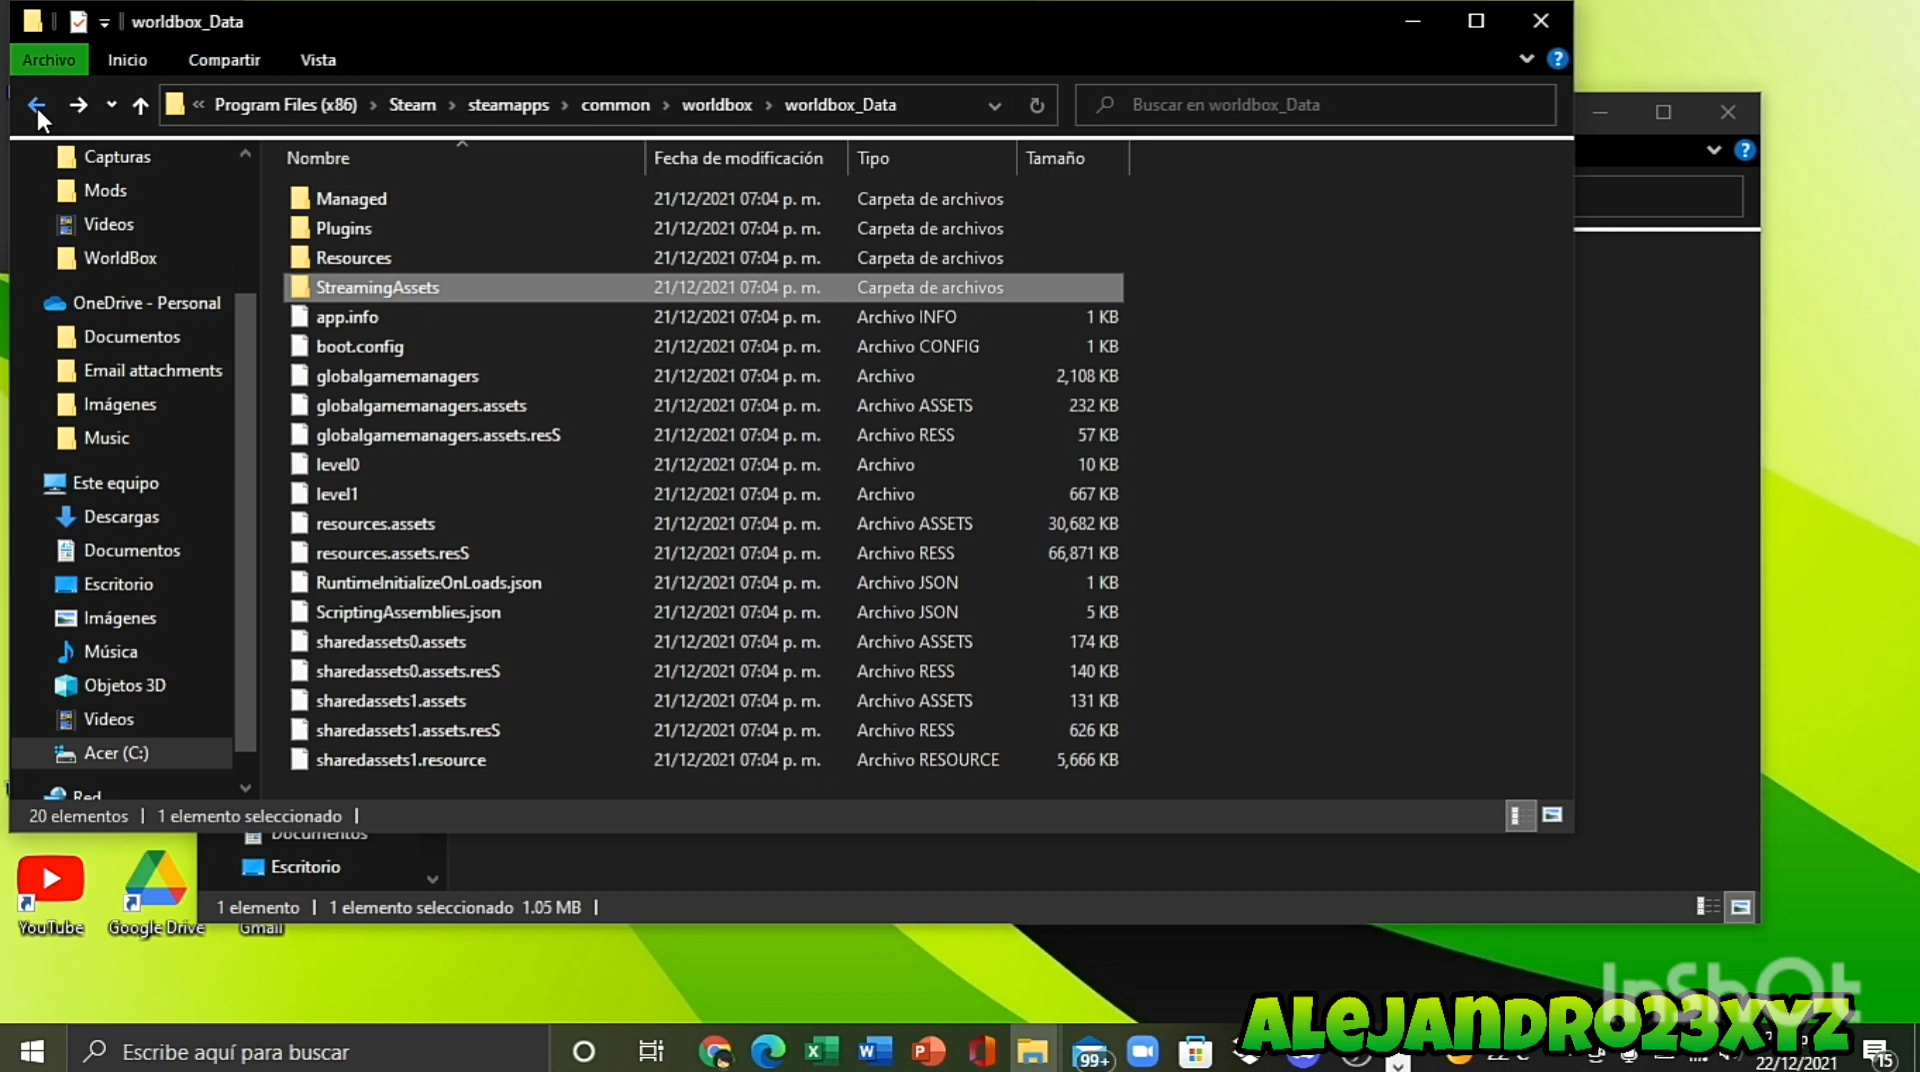 worldbox_Data
Archivo Inicio Compartir Vista
« Program Files (x86) > Steam > steamapps > common > worldbox > worldbox_Data
Buscar en worldbox_Data
Capturas
Mods
Videos
WorldBox
OneDrive - Personal
Documentos
Email attachments
Imágenes
Music
Este equipo
Descargas
Documentos
Escritorio
Imágenes
Música
Objetos 3D
Videos
Acer (C:)
Red
Nombre Fecha de modificación Tipo Tamaño
Managed 21/12/2021 07:04 p. m. Carpeta de archivos
Plugins 21/12/2021 07:04 p. m. Carpeta de archivos
Resources 21/12/2021 07:04 p. m. Carpeta de archivos
StreamingAssets 21/12/2021 07:04 p. m. Carpeta de archivos
app.info 21/12/2021 07:04 p. m. Archivo INFO 1 KB
boot.config 21/12/2021 07:04 p. m. Archivo CONFIG 1 KB
globalgamemanagers 21/12/2021 07:04 p. m. Archivo 2,108 KB
globalgamemanagers.assets 21/12/2021 07:04 p. m. Archivo ASSETS 232 KB
globalgamemanagers.assets.resS 21/12/2021 07:04 p. m. Archivo RESS 57 KB
level0 21/12/2021 07:04 p. m. Archivo 10 KB
level1 21/12/2021 07:04 p. m. Archivo 667 KB
resources.assets 21/12/2021 07:04 p. m. Archivo ASSETS 30,682 KB
resources.assets.resS 21/12/2021 07:04 p. m. Archivo RESS 66,871 KB
RuntimeInitializeOnLoads.json 21/12/2021 07:04 p. m. Archivo JSON 1 KB
ScriptingAssemblies.json 21/12/2021 07:04 p. m. Archivo JSON 5 KB
sharedassets0.assets 21/12/2021 07:04 p. m. Archivo ASSETS 174 KB
sharedassets0.assets.resS 21/12/2021 07:04 p. m. Archivo RESS 140 KB
sharedassets1.assets 21/12/2021 07:04 p. m. Archivo ASSETS 131 KB
sharedassets1.assets.resS 21/12/2021 07:04 p. m. Archivo RESS 626 KB
sharedassets1.resource 21/12/2021 07:04 p. m. Archivo RESOURCE 5,666 KB
20 elementos | 1 elemento seleccionado |
Documentos
Escritorio
1 elemento | 1 elemento seleccionado 1.05 MB |
YouTube
Google Drive
Gmail
InShOt
Alejandro23xyz
Escribe aquí para buscar
99+
22/12/2021
15